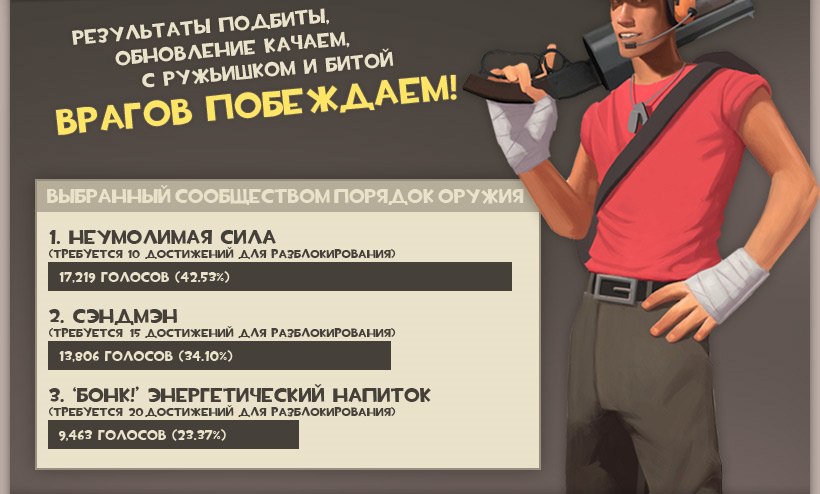 РЕЗУЛЬТАТЫ ПОДБИТЫ,
ОБНОВЛЕНИЕ КАЧАЕМ,
С РУЖЬИШКОМ И БИТОЙ
ВРАГОВ ПОБЕЖДАЕМ!
ВЫБРАННЫЙ СООБЩЕСТВОМ ПОРЯДОК ОРУЖИЯ
1. НЕУМОЛИМАЯ СИЛА
(ТРЕБУЕТСЯ 10 ДОСТИЖЕНИЙ ДЛЯ РАЗБЛОКИРОВАНИЯ)
17,219 ГОЛОСОВ (42.53%)
2. СЭНДМЭН
(ТРЕБУЕТСЯ 15 ДОСТИЖЕНИЙ ДЛЯ РАЗБЛОКИРОВАНИЯ)
13,806 ГОЛОСОВ (34.10%)
3. 'БОНК!' ЭНЕРГЕТИЧЕСКИЙ НАПИТОК
(ТРЕБУЕТСЯ 20 ДОСТИЖЕНИЙ ДЛЯ РАЗБЛОКИРОВАНИЯ)
9,463 ГОЛОСОВ (23.37%)